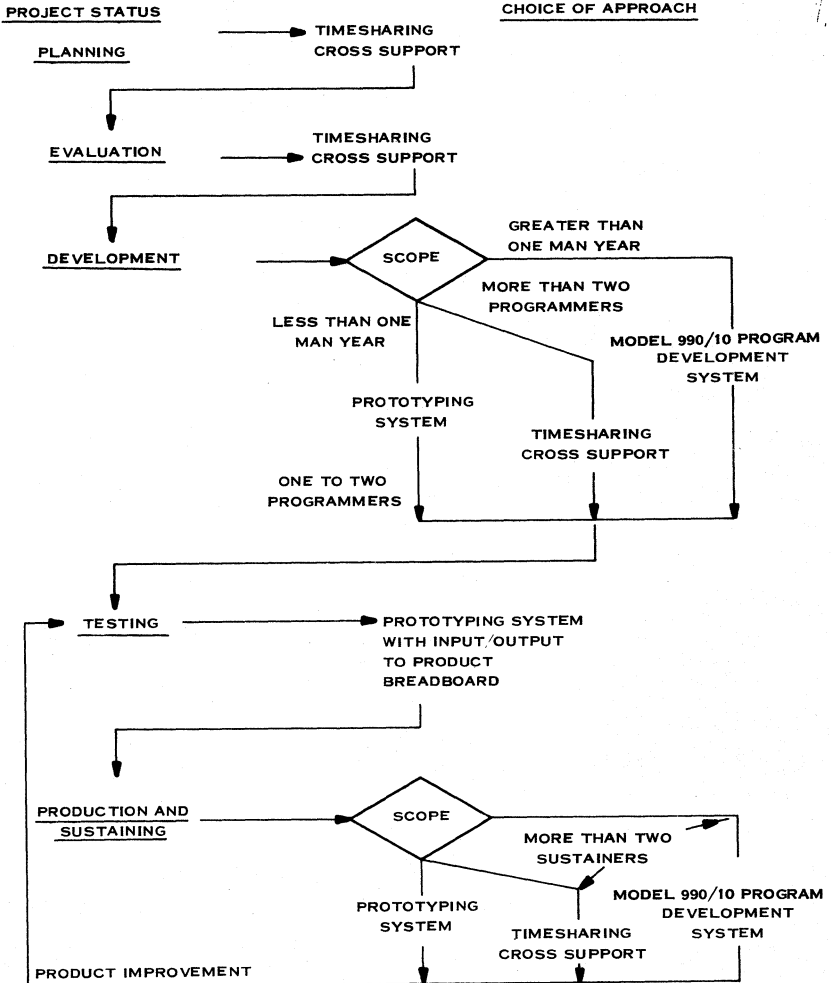 PROJECT STATUS
CHOICE OF APPROACH
TIMESHARING
CROSS SUPPORT
PLANNING
TIMESHARING
CROSS SUPPORT
EVALUATION
DEVELOPMENT
SCOPE
GREATER THAN
ONE MAN YEAR
MORE THAN TWO
PROGRAMMERS
LESS THAN ONE
MAN YEAR
MODEL 990/10 PROGRAM
DEVELOPMENT
SYSTEM
PROTOTYPING
SYSTEM
TIMESHARING
CROSS SUPPORT
ONE TO TWO
PROGRAMMERS
TESTING
PROTOTYPING SYSTEM
WITH INPUT/OUTPUT
TO PRODUCT
BREADBOARD
PRODUCTION AND
SUSTAINING
SCOPE
MORE THAN TWO
SUSTAINERS
PROTOTYPING
SYSTEM
MODEL 990/10 PROGRAM
DEVELOPMENT
SYSTEM
TIMESHARING
CROSS SUPPORT
PRODUCT IMPROVEMENT